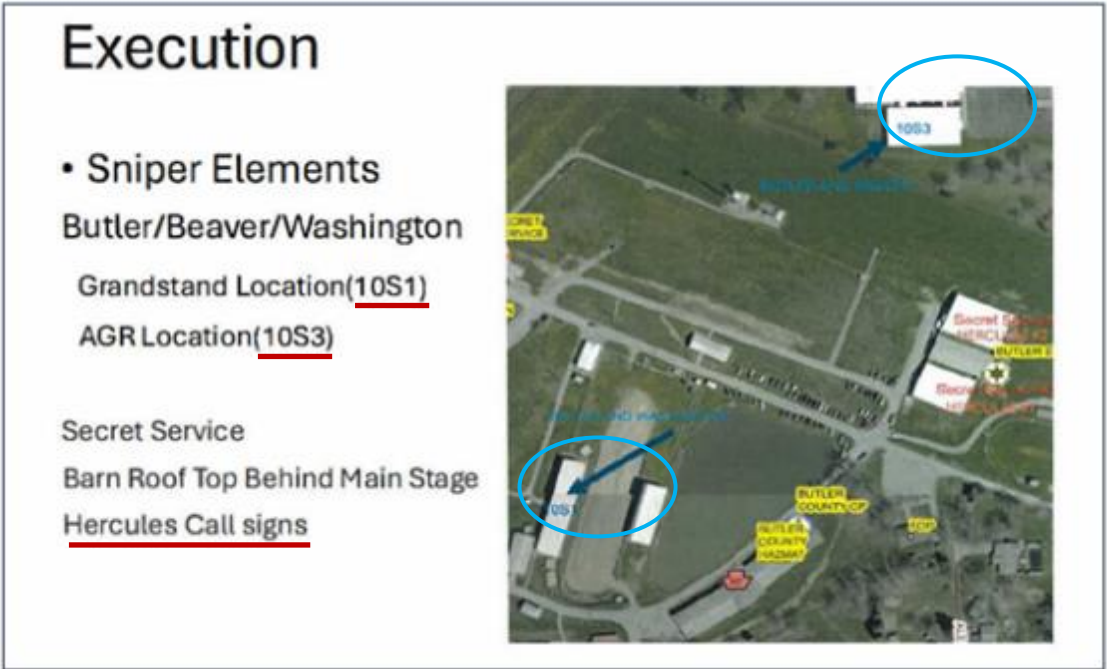 Execution
• Sniper Elements
Butler/Beaver/Washington
Grandstand Location(10S1)
AGR Location(10S3)
Secret Service
Barn Roof Top Behind Main Stage
Hercules Call signs
10S3
BUTLER
BUTLER
COUNTY CP
BUTLER
COUNTY
HAZMAT